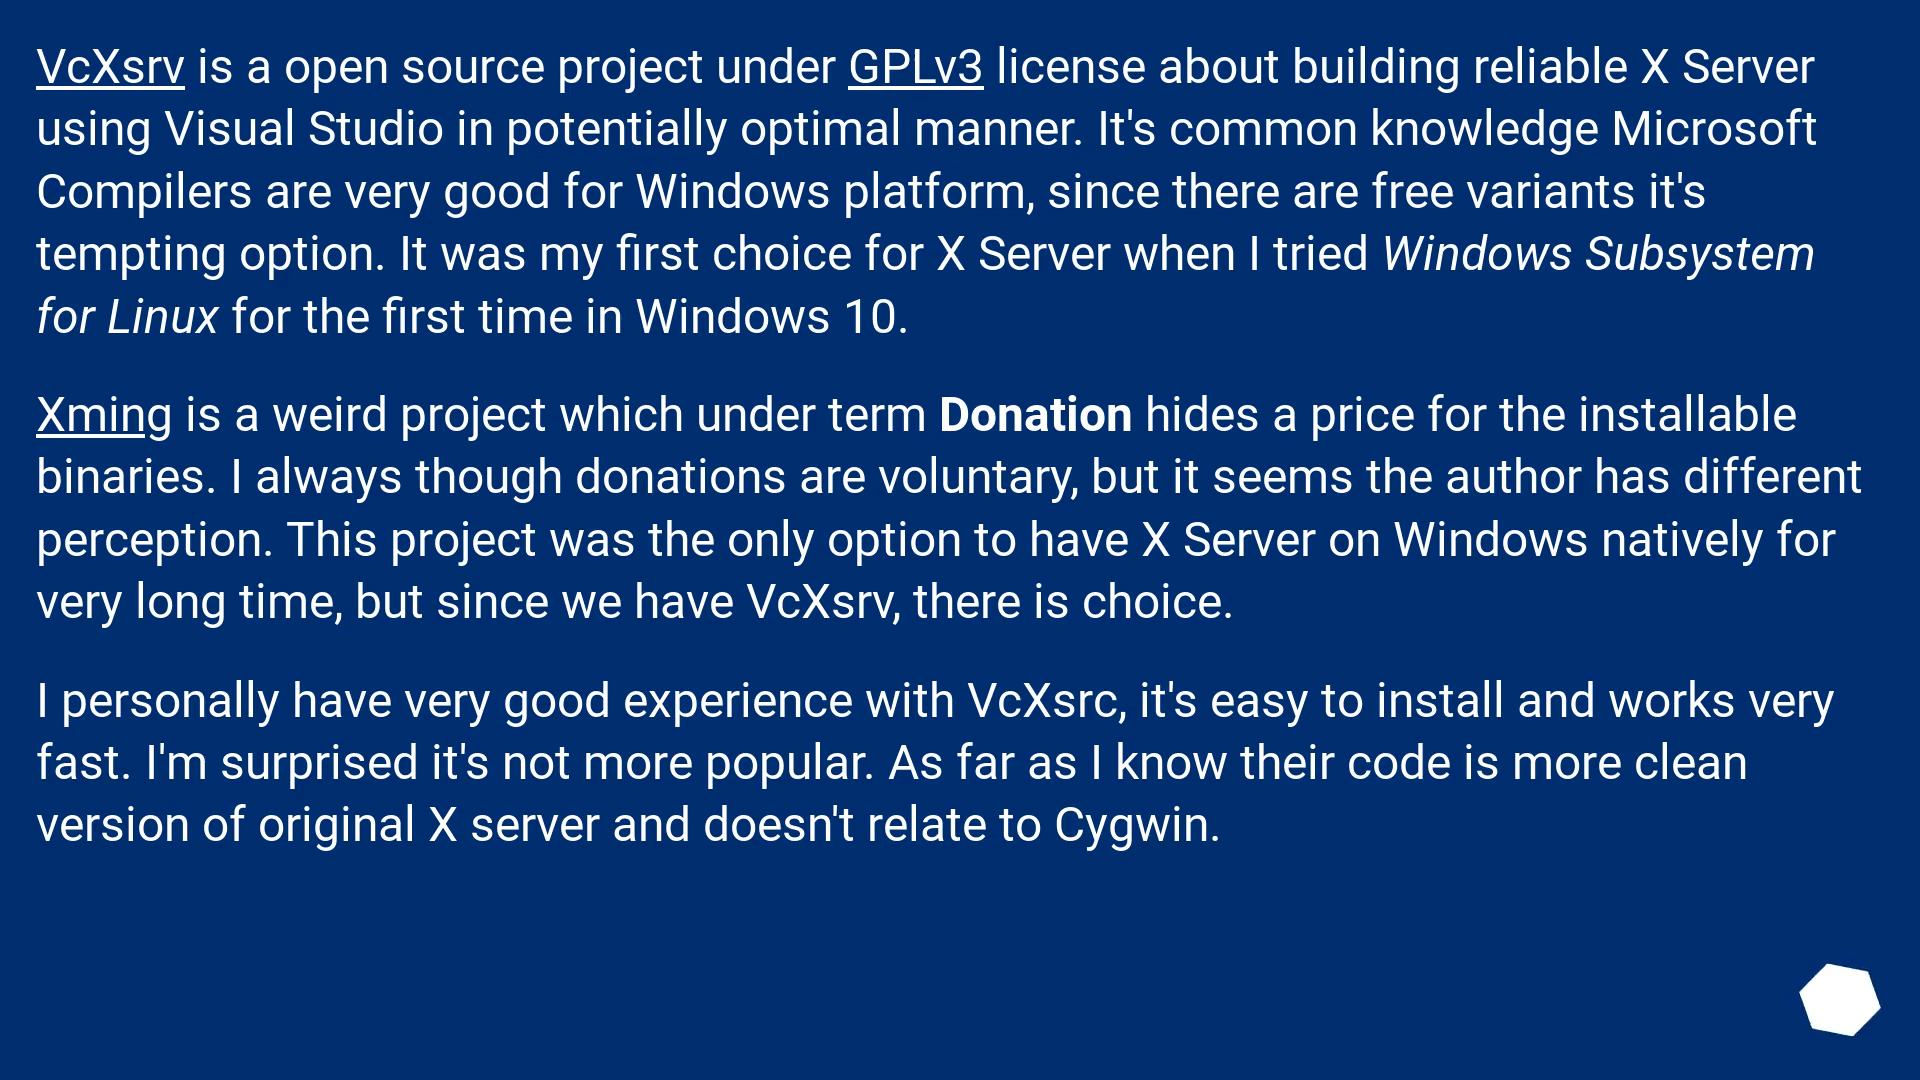 VcXsrv is a open source project under GPLv3 license about building reliable X Server
using Visual Studio in potentially optimal manner. It's common knowledge Microsoft
Compilers are very good for Windows platform, since there are free variants it's
tempting option. It was my first choice for X Server when I tried Windows Subsystem
for Linux for the first time in Windows 10.
Xming is a weird project which under term Donation hides a price for the installable
binaries. I always though donations are voluntary, but it seems the author has different
perception. This project was the only option to have X Server on Windows natively for
very long time, but since we have VcXsrv, there is choice.
I personally have very good experience with VcXsrc, it's easy to install and works very
fast. I'm surprised it's not more popular. As far as I know their code is more clean
version of original X server and doesn't relate to Cygwin.